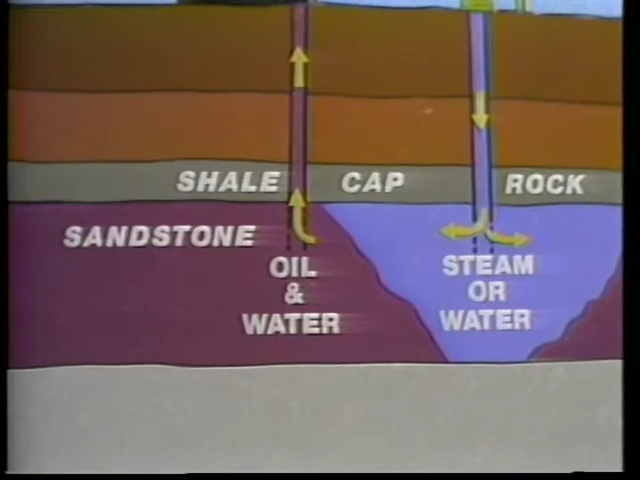 SHALE CAP ROCK
SANDSTONE
OIL
&
WATER
STEAM
OR
WATER